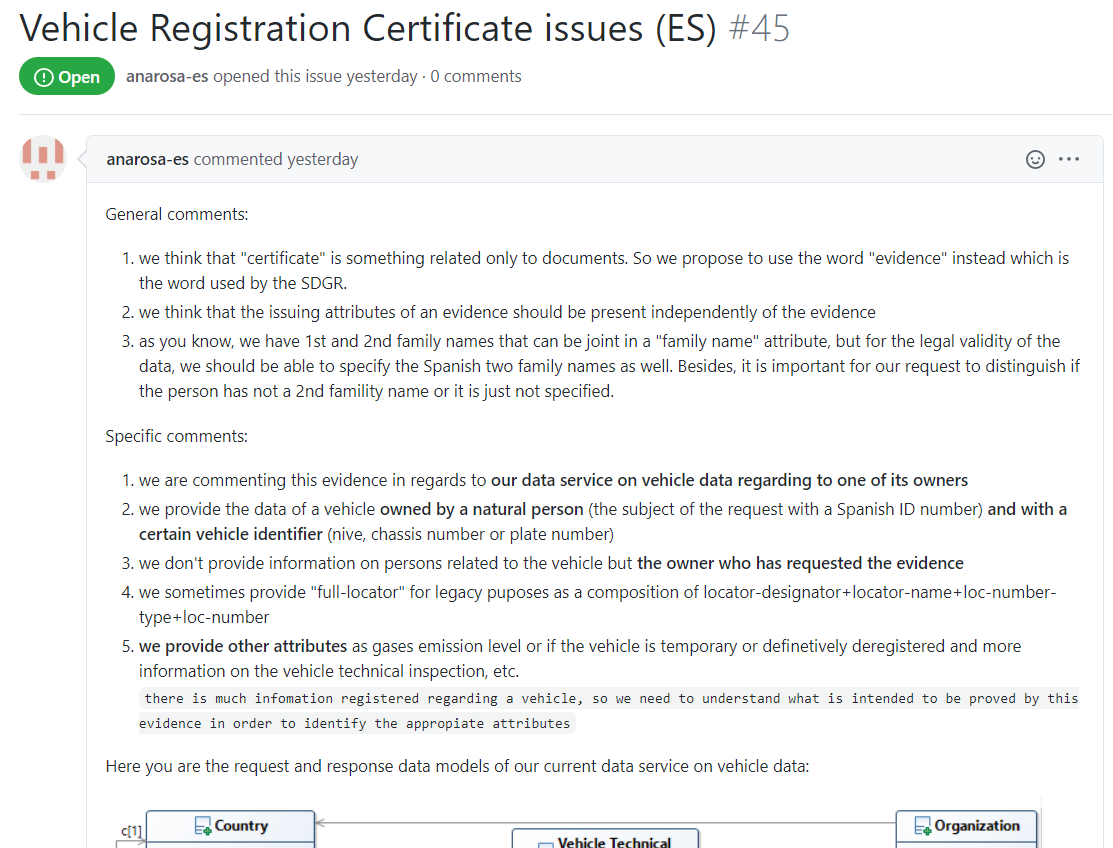 Vehicle Registration Certificate issues (ES) #45
Open anarosa-es opened this issue yesterday · 0 comments
anarosa-es commented yesterday
General comments:
1. we think that "certificate" is something related only to documents. So we propose to use the word "evidence" instead which is
the word used by the SDGR.
2. we think that the issuing attributes of an evidence should be present independently of the evidence
3. as you know, we have 1st and 2nd family names that can be joint in a "family name" attribute, but for the legal validity of the
data, we should be able to specify the Spanish two family names as well. Besides, it is important for our request to distinguish if
the person has not a 2nd famility name or it is just not specified.
Specific comments:
1. we are commenting this evidence in regards to our data service on vehicle data regarding to one of its owners
2. we provide the data of a vehicle owned by a natural person (the subject of the request with a Spanish ID number) and with a
certain vehicle identifier (nive, chassis number or plate number)
3. we don't provide information on persons related to the vehicle but the owner who has requested the evidence
4. we sometimes provide "full-locator" for legacy puposes as a composition of locator-designator+locator-name+loc-number-
type+loc-number
5. we provide other attributes as gases emission level or if the vehicle is temporary or definetively deregistered and more
information on the vehicle technical inspection, etc.
there is much infomation registered regarding a vehicle, so we need to understand what is intended to be proved by this
evidence in order to identify the appropiate attributes
Here you are the request and response data models of our current data service on vehicle data:
c[1] Country Organization
Vehicle Technical